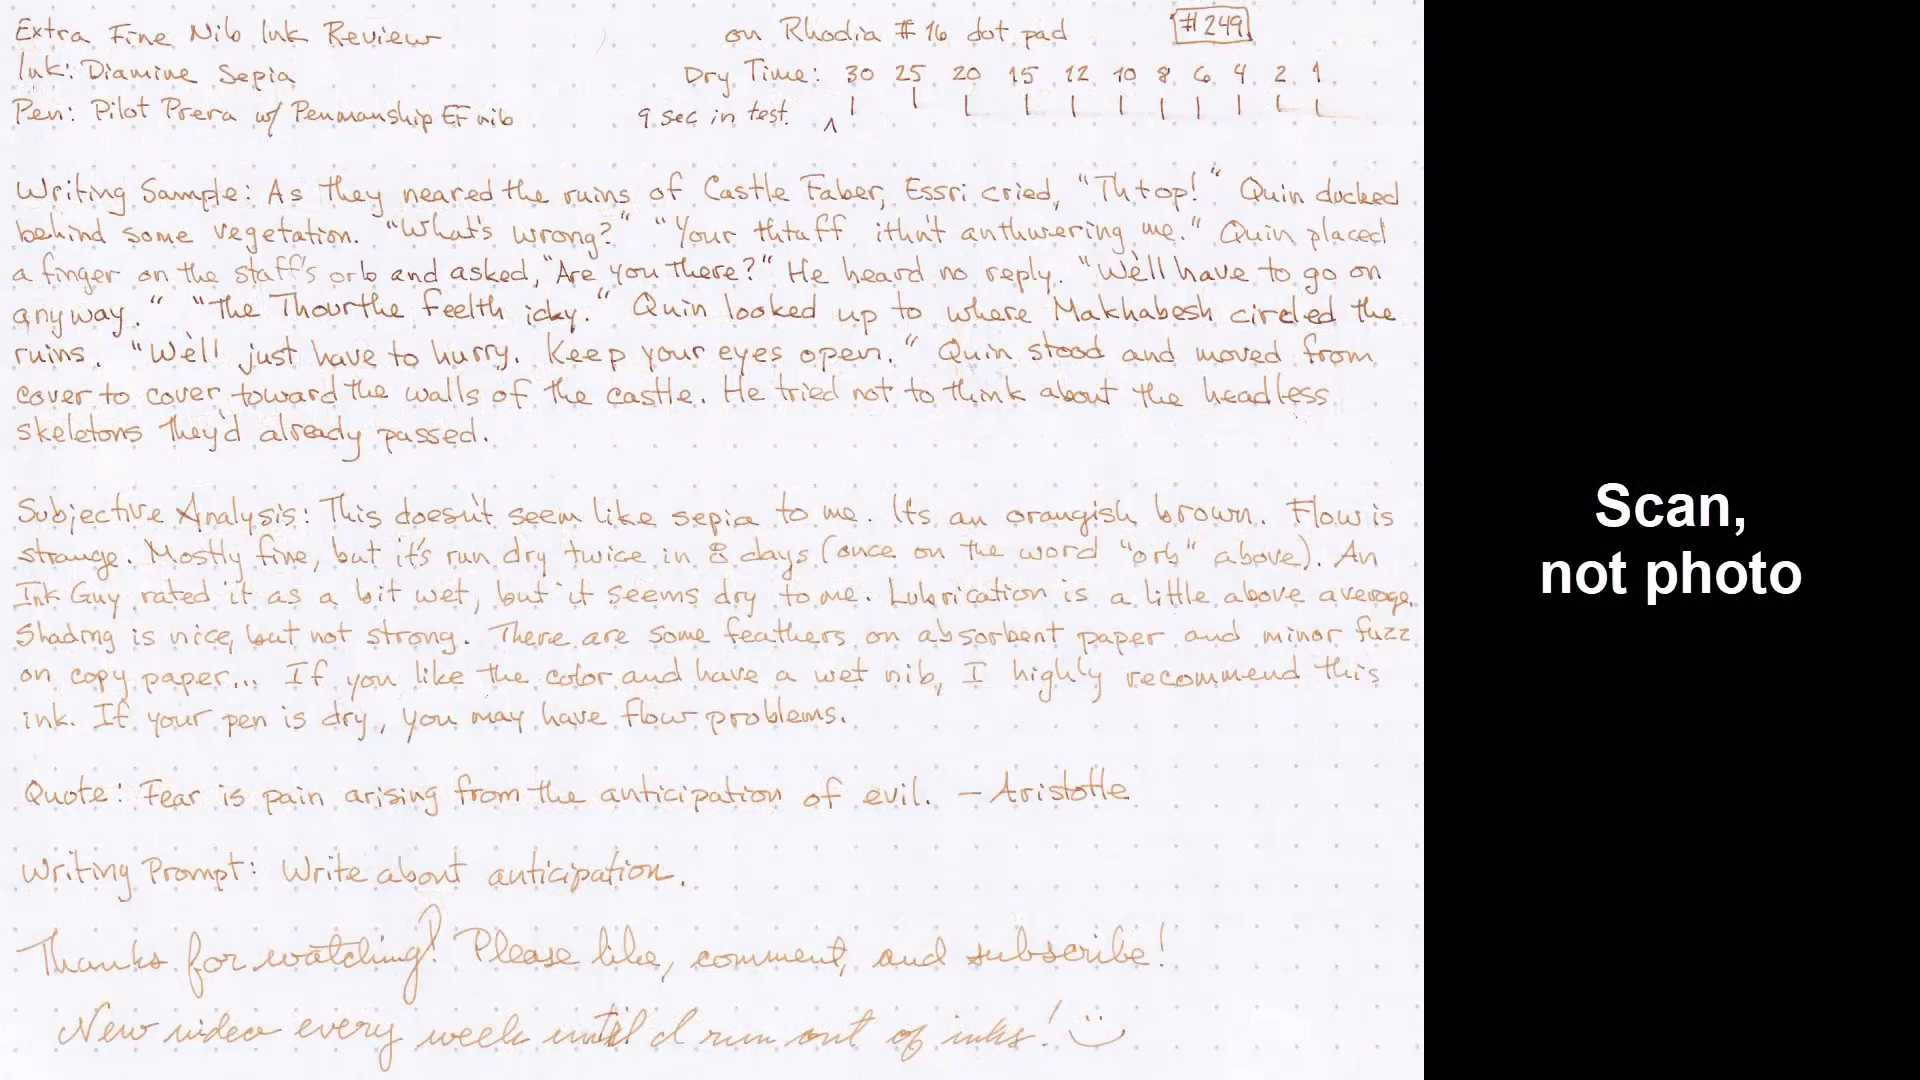 Extra Fine Nib Ink Review on Rhodia #16 dot pad #249
Ink: Diamine Sepia Dry Time: 30 25 20 15 12 10 8 6 4 2 1
Pen: Pilot Prera w/ Penmanship EF nib 9 sec in test. ^
Writing Sample: As they neared the ruins of Castle Faber, Essri cried, "Thtop!" Quin ducked
behind some vegetation. "What's wrong?" "Your thtaff ithn't anthwering me." Quin placed
a finger on the staff's orb and asked, "Are you there?" He heard no reply. "We'll have to go on
anyway." "The Thourthe feelth icky." Quin looked up to where Makhabesh circled the
ruins. "We'll just have to hurry. Keep your eyes open." Quin stood and moved from
cover to cover toward the walls of the castle. He tried not to think about the headless
skeletons they'd already passed.
Subjective Analysis: This doesn't seem like sepia to me. It's an orangish brown. Flow is
strange. Mostly fine, but it's run dry twice in 8 days (once on the word "orb" above). An
Ink Guy rated it as a bit wet, but it seems dry to me. Lubrication is a little above average.
Shading is nice, but not strong. There are some feathers on absorbent paper and minor fuzz
on copy paper... If you like the color and have a wet nib, I highly recommend this
ink. If your pen is dry, you may have flow problems.
Quote: Fear is pain arising from the anticipation of evil. – Aristotle
Writing Prompt: Write about anticipation.
Thanks for watching! Please like, comment, and subscribe!
New video every week until I run out of inks!
Scan,
not photo